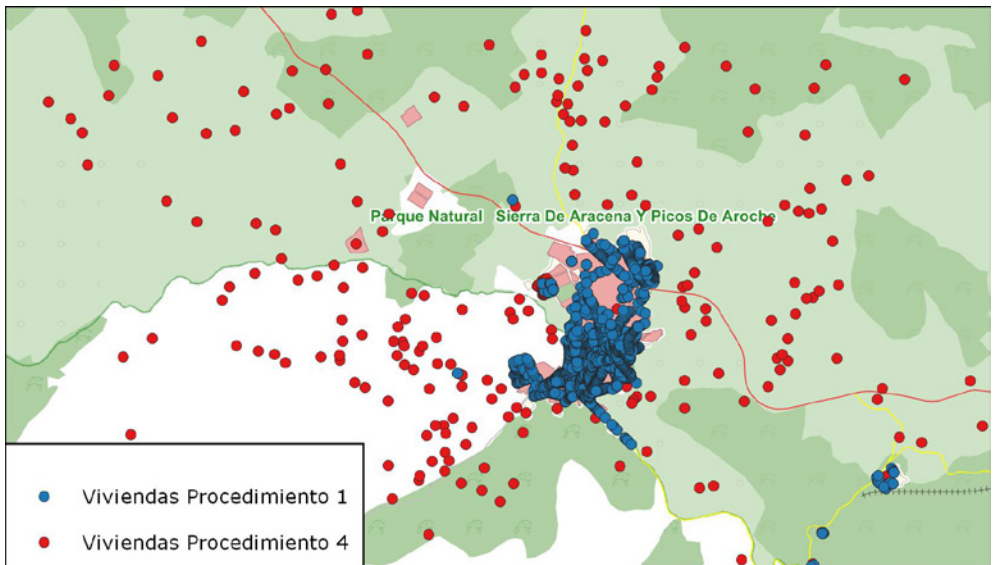 Parque Natural Sierra De Aracena Y Picos De Aroche
Viviendas Procedimiento 1
Viviendas Procedimiento 4